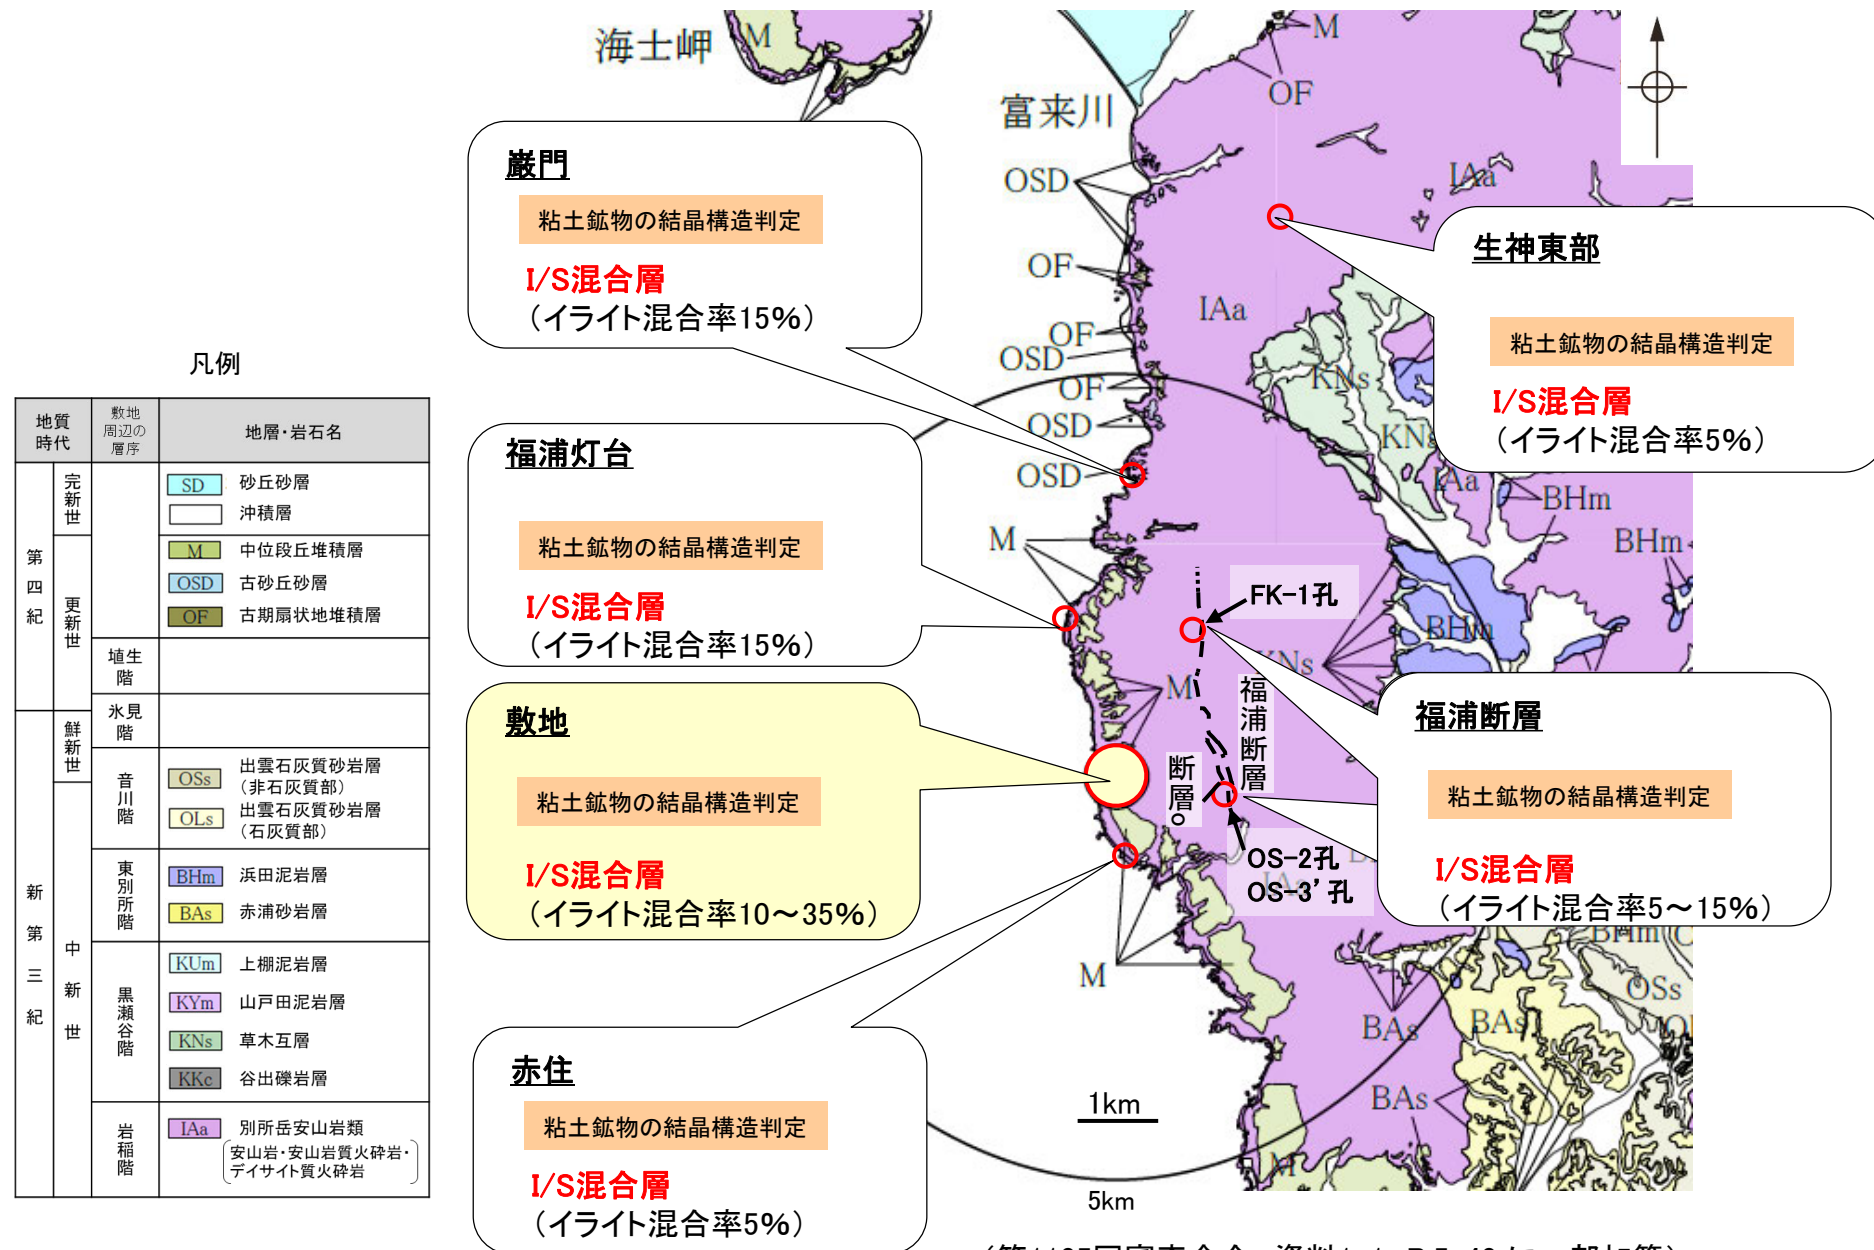 海士岬
M
富来川
M
OF
OSD
IAa
OF
IAa
OF
OSD
OF
OSD
OSD
KNs
IAa
BHm
BHm
BHm
M
KNs
M
M
BAs
BAs
BAs
BHm
OSs
M
巌門
粘土鉱物の結晶構造判定
I/S混合層
（イライト混合率15%）
生神東部
粘土鉱物の結晶構造判定
I/S混合層
（イライト混合率5%）
福浦灯台
粘土鉱物の結晶構造判定
I/S混合層
（イライト混合率15%）
敷地
粘土鉱物の結晶構造判定
I/S混合層
（イライト混合率10～35%）
福浦断層
粘土鉱物の結晶構造判定
I/S混合層
（イライト混合率5～15%）
赤住
粘土鉱物の結晶構造判定
I/S混合層
（イライト混合率5%）
FK-1孔
福浦断層
断層o
OS-2孔
OS-3’孔
1km
5km
凡例
地質時代
敷地周辺の層序
地層・岩石名
第四紀
完新世
SD 砂丘砂層
沖積層
更新世
M 中位段丘堆積層
OSD 古砂丘砂層
OF 古期扇状地堆積層
埴生階
新第三紀
鮮新世
氷見階
中新世
音川階
OSs 出雲石灰質砂岩層
（非石灰質部）
OLs 出雲石灰質砂岩層
（石灰質部）
東別所階
BHm 浜田泥岩層
BAs 赤浦砂岩層
黒瀬谷階
KUm 上棚泥岩層
KYm 山戸田泥岩層
KNs 草木互層
KKc 谷出礫岩層
岩稲階
IAa 別所岳安山岩類
安山岩・安山岩質火砕岩・
デイサイト質火砕岩